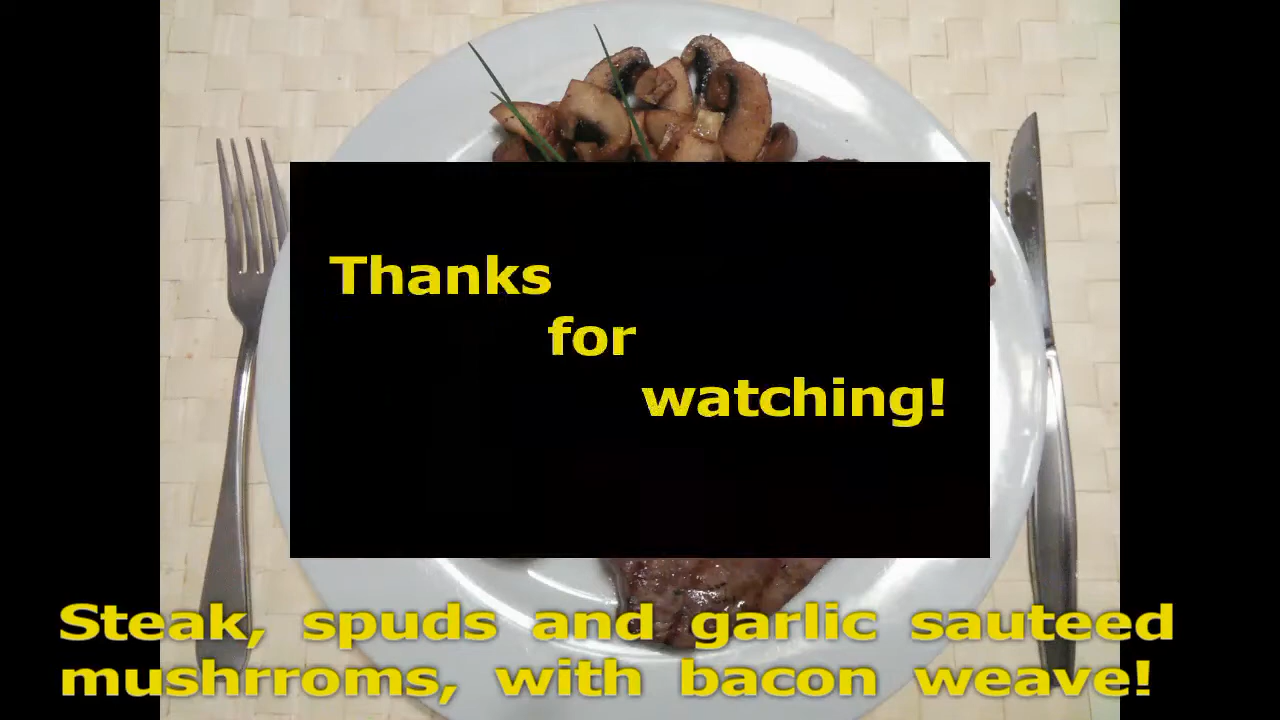 Thanks
for
watching!
Steak, spuds and garlic sauteed
mushrroms, with bacon weave!